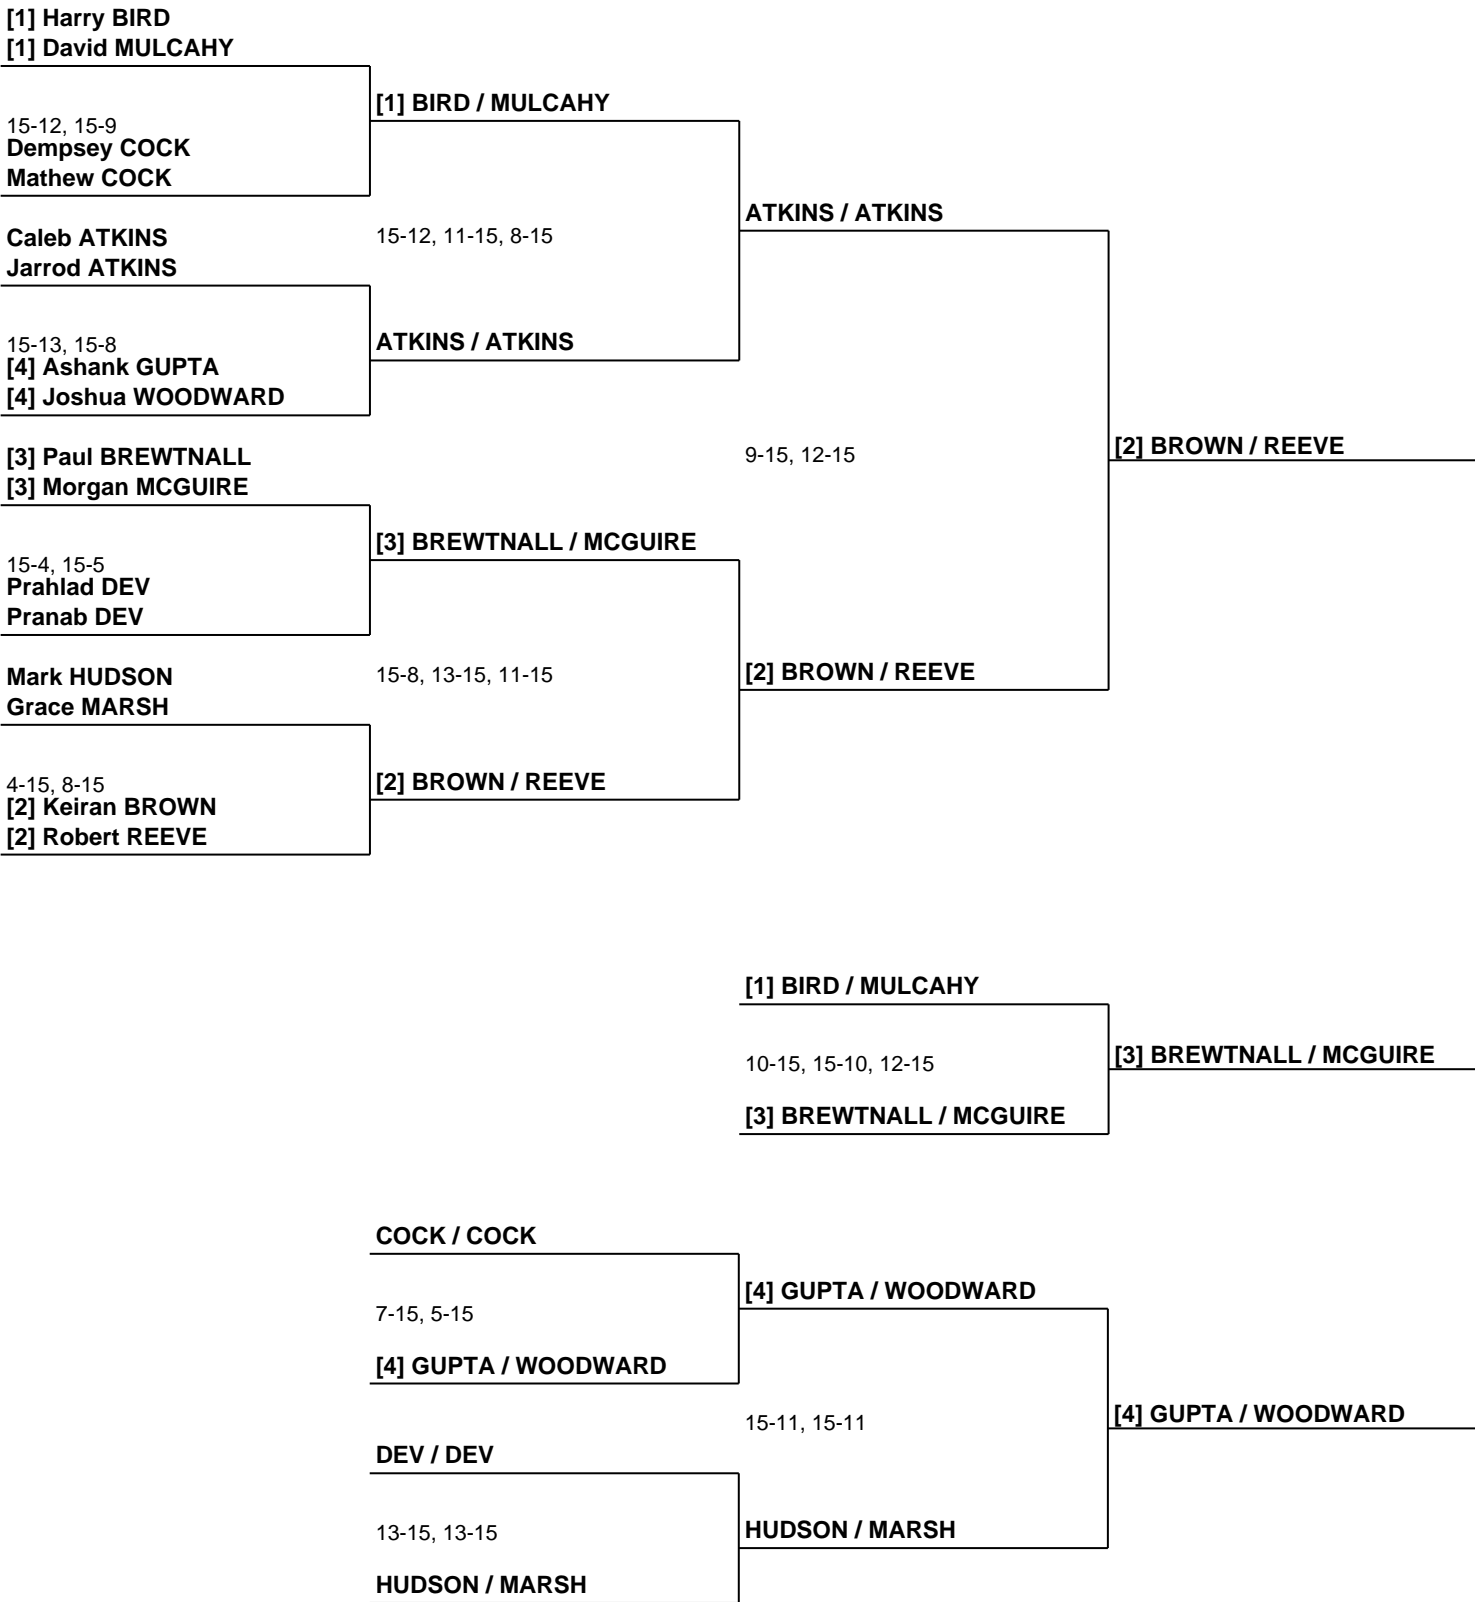 [1] Harry BIRD
[1] David MULCAHY
[1] BIRD / MULCAHY
15-12, 15-9
Dempsey COCK
Mathew COCK
ATKINS / ATKINS
Caleb ATKINS
15-12, 11-15, 8-15
Jarrod ATKINS
15-13, 15-8
ATKINS / ATKINS
[4] Ashank GUPTA
[4] Joshua WOODWARD
[3] Paul BREWTNALL
9-15, 12-15
[2] BROWN / REEVE
[3] Morgan MCGUIRE
[3] BREWTNALL / MCGUIRE
15-4, 15-5
Prahlad DEV
Pranab DEV
Mark HUDSON
15-8, 13-15, 11-15
[2] BROWN / REEVE
Grace MARSH
4-15, 8-15
[2] BROWN / REEVE
[2] Keiran BROWN
[2] Robert REEVE
[1] BIRD / MULCAHY
10-15, 15-10, 12-15
[3] BREWTNALL / MCGUIRE
[3] BREWTNALL / MCGUIRE
COCK / COCK
[4] GUPTA / WOODWARD
7-15, 5-15
[4] GUPTA / WOODWARD
15-11, 15-11
[4] GUPTA / WOODWARD
DEV / DEV
13-15, 13-15
HUDSON / MARSH
HUDSON / MARSH